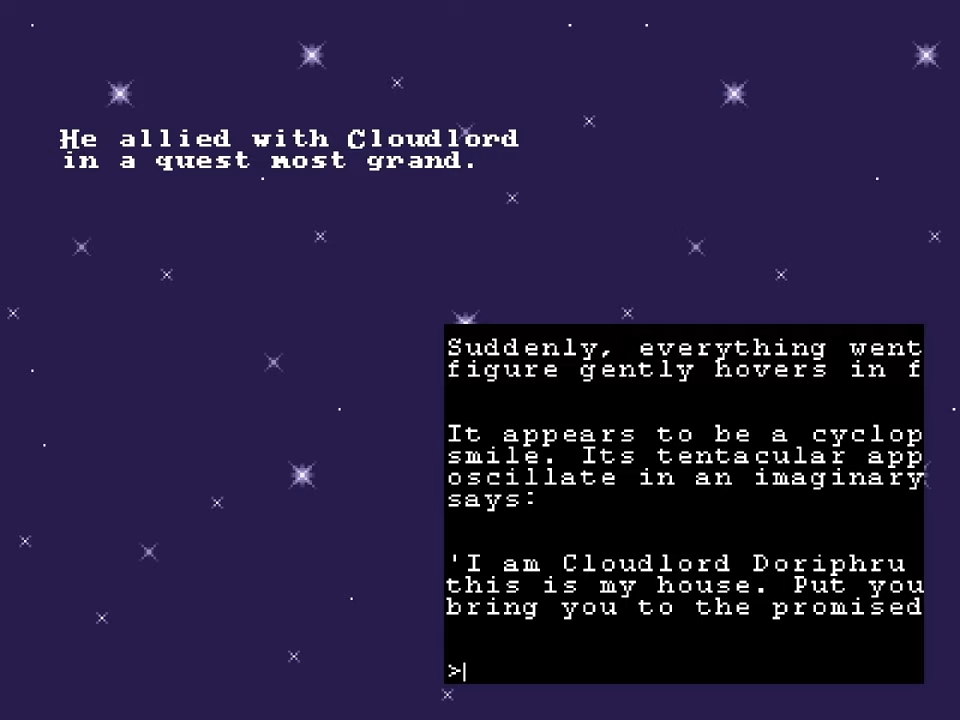 He allied with Cloudlord
in a quest most grand.
Suddenly, everything went
figure gently hovers in f
It appears to be a cyclop
smile. Its tentacular app
oscillate in an imaginary
says:
'I am Cloudlord Doriphru
this is my house. Put you
bring you to the promised
>